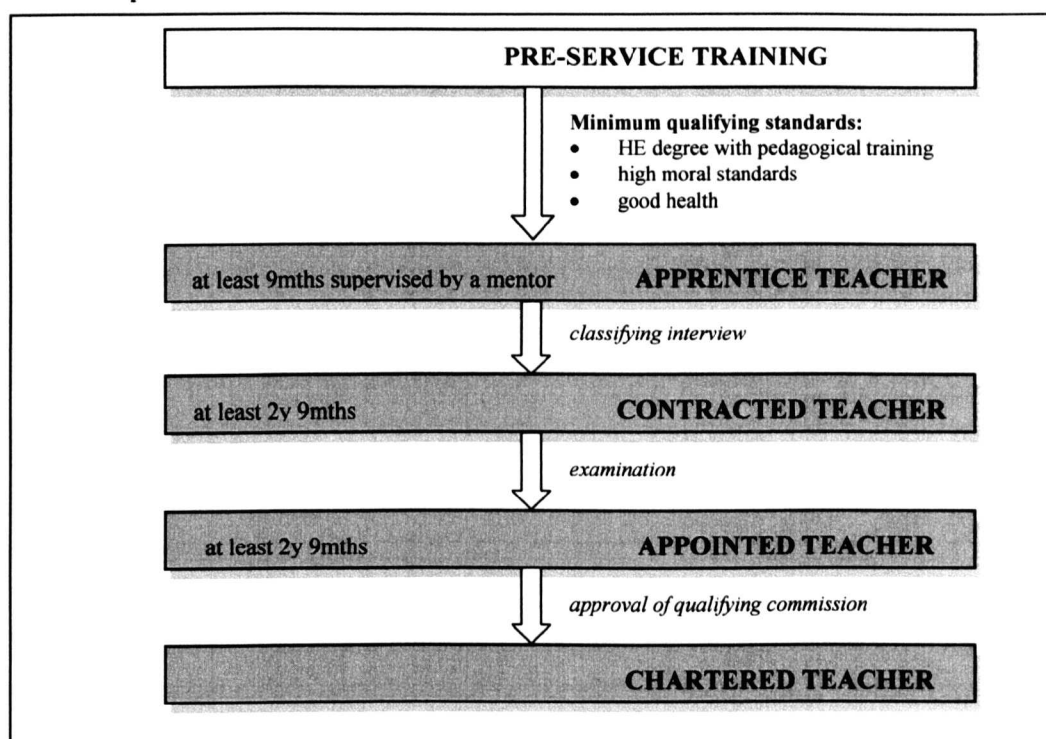 PRE-SERVICE TRAINING
Minimum qualifying standards:
• HE degree with pedagogical training
• high moral standards
• good health
at least 9mths supervised by a mentor APPRENTICE TEACHER
classifying interview
at least 2y 9mths CONTRACTED TEACHER
examination
at least 2y 9mths APPOINTED TEACHER
approval of qualifying commission
CHARTERED TEACHER